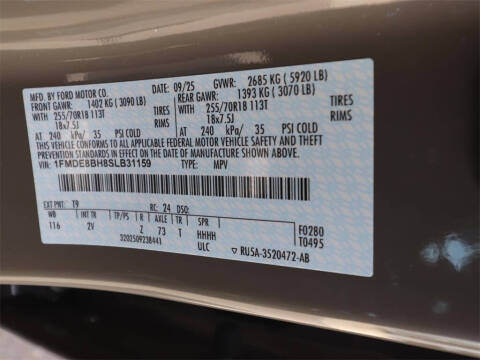 MFD. BY FORD MOTOR CO.
DATE: 09/25 GVWR: 2685 KG ( 5920 LB)
FRONT GAWR: 1402 KG ( 3090 LB) REAR GAWR: 1393 KG ( 3070 LB)
WITH TIRES WITH TIRES
255/70R18 113T 255/70R18 113T
18x7.5J RIMS 18x7.5J RIMS
AT 240 kPa/ 35 PSI COLD AT 240 kPa/ 35 PSI COLD
THIS VEHICLE CONFORMS TO ALL APPLICABLE FEDERAL MOTOR VEHICLE SAFETY AND THEFT
PREVENTION STANDARDS IN EFFECT ON THE DATE OF MANUFACTURE SHOWN ABOVE.
VIN: 1FMDE8BH8SLB31159 TYPE: MPV
EXT PNT: T9 RC: 24 DSO:
WB INT TR TP/PS R AXLE TR SPR
116 2V Z 73 T HHHH F0280
3202509238441 ULC T0495
▽ RU5A-3520472-AB